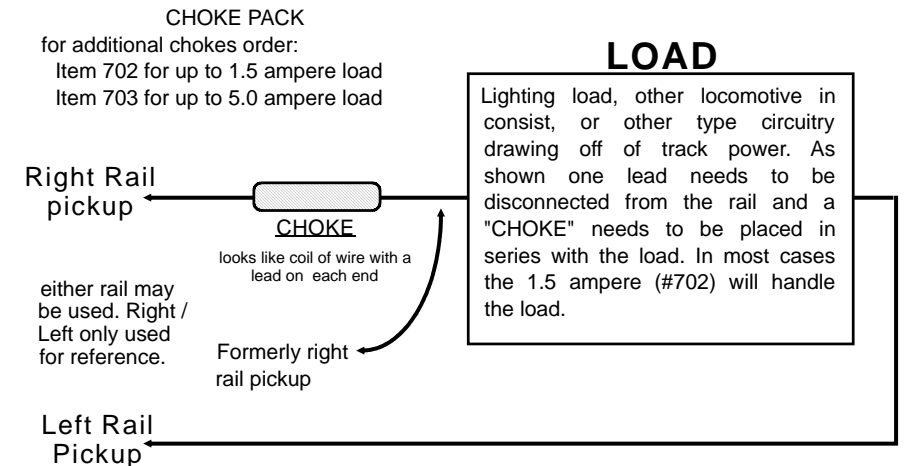 CHOKE PACK
for additional chokes order:
Item 702 for up to 1.5 ampere load
Item 703 for up to 5.0 ampere load
LOAD
Lighting load, other locomotive in
consist, or other type circuitry
drawing off of track power. As
shown one lead needs to be
disconnected from the rail and a
"CHOKE" needs to be placed in
series with the load. In most cases
the 1.5 ampere (#702) will handle
the load.
Right Rail
pickup
CHOKE
looks like coil of wire with a
lead on each end
either rail may
be used. Right /
Left only used
for reference.
Formerly right
rail pickup
Left Rail
Pickup